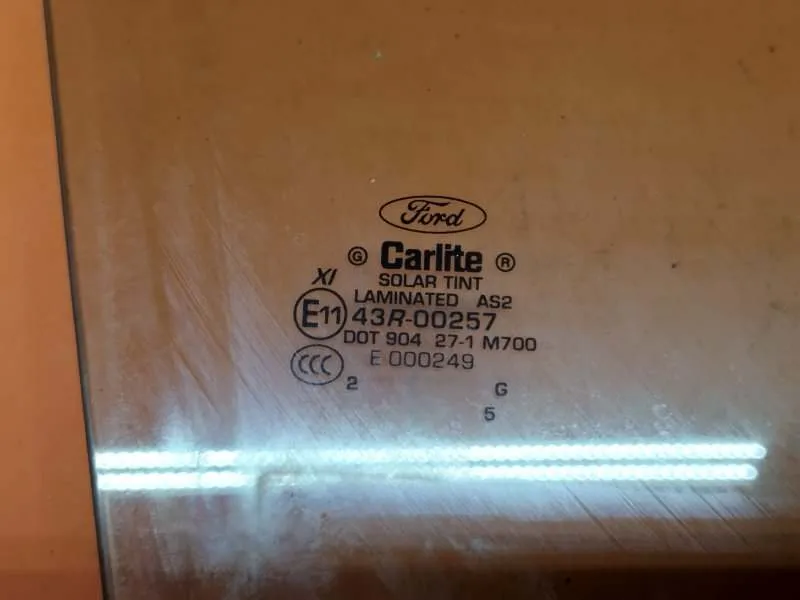 Ford
G Carlite ®
SOLAR TINT
XI
LAMINATED AS2
E11 43R-00257
DOT 904 27-1 M700
CCC E 000249
2 G
5